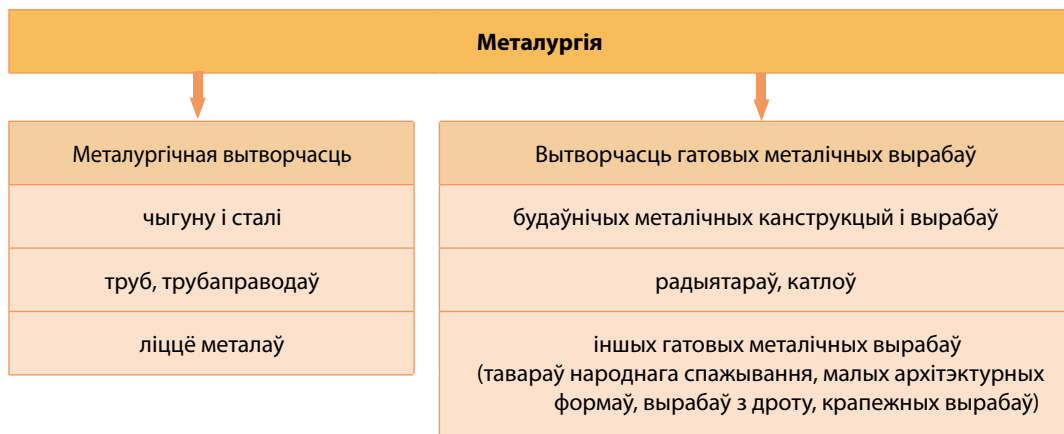 Металургія
Металургічная вытворчасць
чыгуну і сталі
труб, трубаправодаў
ліццё металаў
Вытворчасць гатовых металічных вырабаў
будаўнічых металічных канструкцый і вырабаў
радыятараў, катлоў
іншых гатовых металічных вырабаў
(тавараў народнага спажывання, малых архітэктурных
формаў, вырабаў з дроту, крапежных вырабаў)